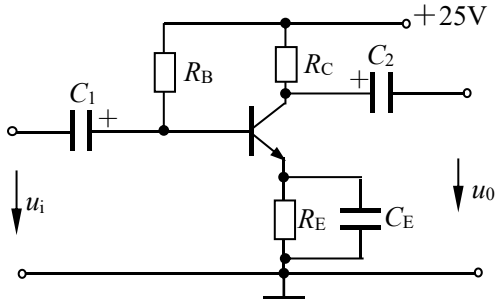 +25V
R_B
R_C
C_2
+
C_1
+
u_i
u_0
R_E
C_E